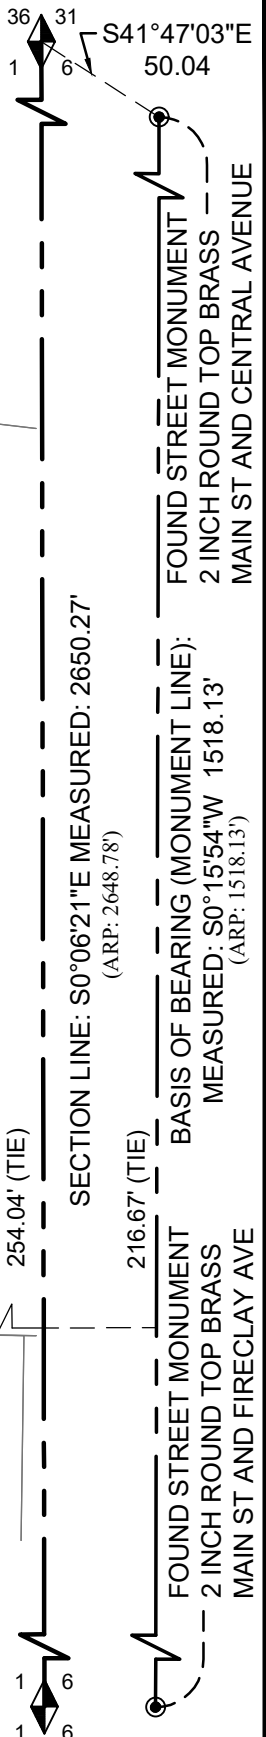 36 31
1 6
S41°47'03"E
50.04
FOUND STREET MONUMENT
2 INCH ROUND TOP BRASS
MAIN ST AND CENTRAL AVENUE
SECTION LINE: S0°06'21"E MEASURED: 2650.27'
(ARP: 2648.78')
BASIS OF BEARING (MONUMENT LINE):
MEASURED: S0°15'54"W 1518.13'
(ARP: 1518.13')
254.04' (TIE)
216.67' (TIE)
FOUND STREET MONUMENT
2 INCH ROUND TOP BRASS
MAIN ST AND FIRECLAY AVE
1 6
1 6